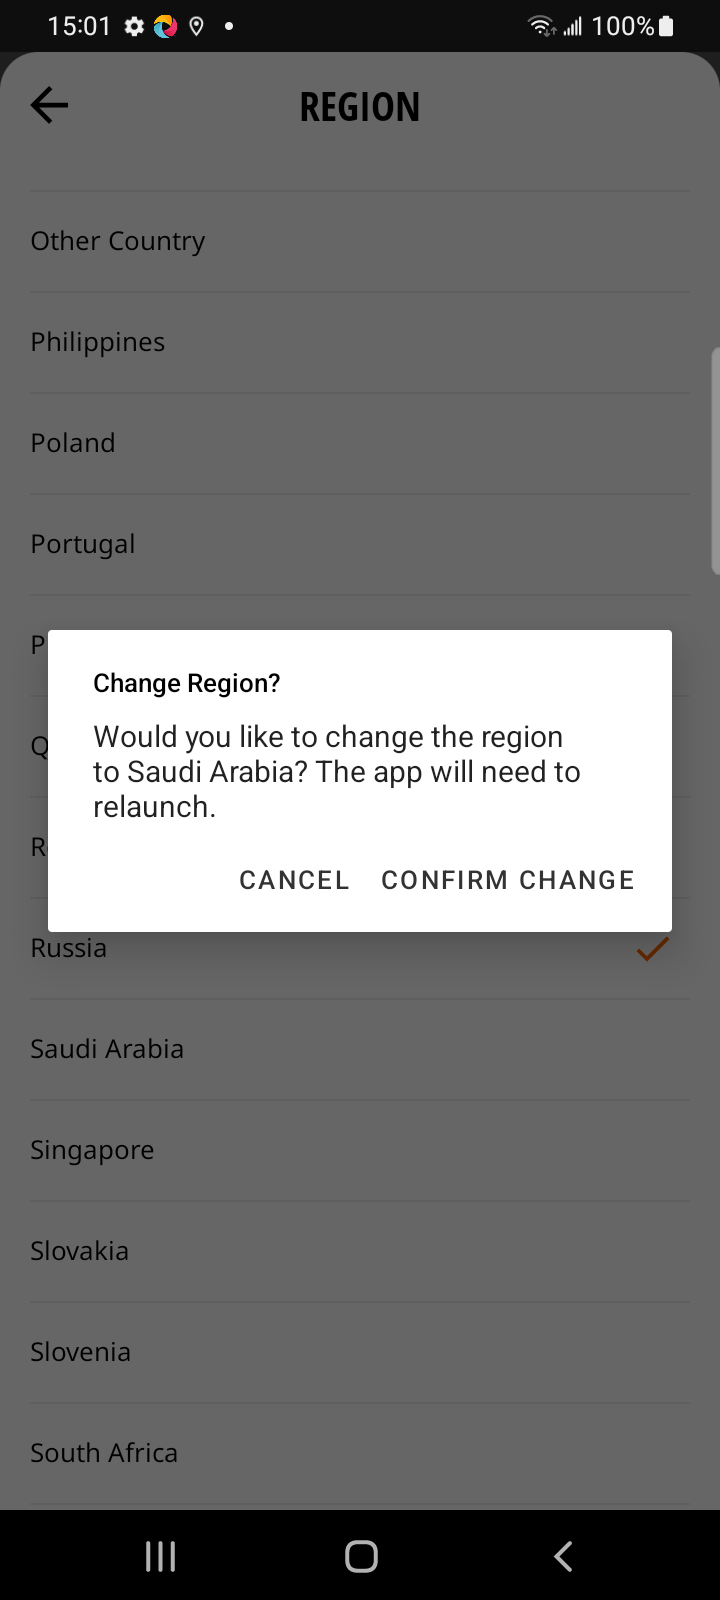 15:01
100%
REGION
Other Country
Philippines
Poland
Portugal
P
Q
R
Change Region?
Would you like to change the region
to Saudi Arabia? The app will need to
relaunch.
CANCEL CONFIRM CHANGE
Russia
Saudi Arabia
Singapore
Slovakia
Slovenia
South Africa